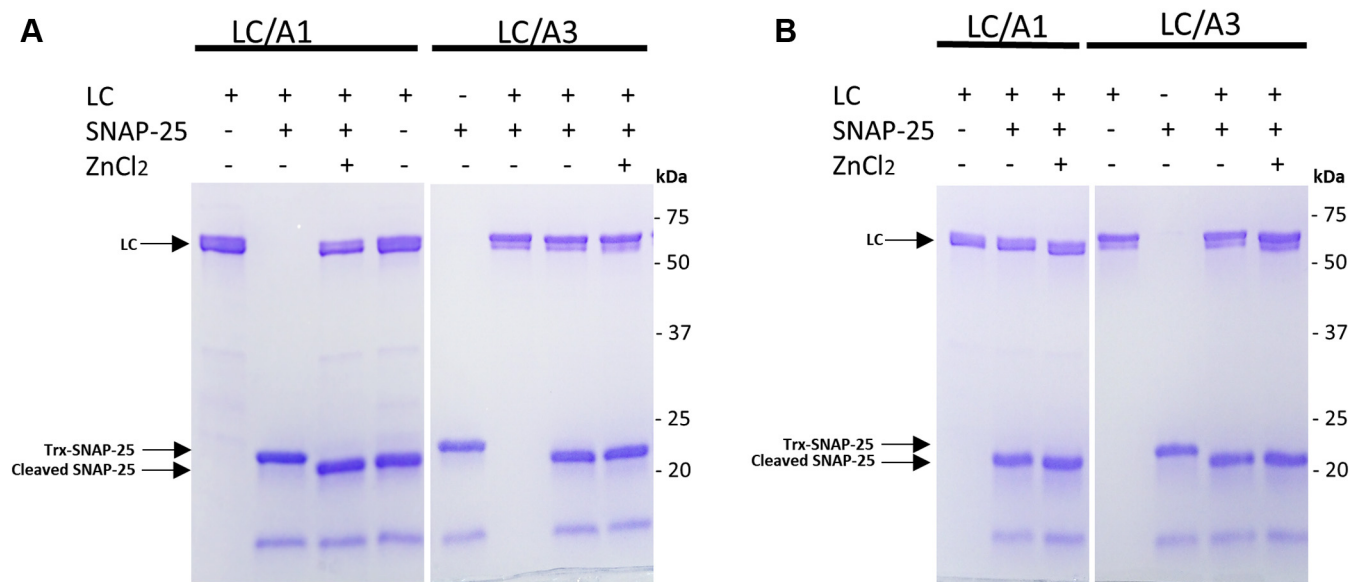 A
LC/A1 LC/A3
LC + + + + - + + +
SNAP-25 - + + - + + + +
ZnCl2 - - + - - - - +
kDa
- 75
LC
- 50
- 37
- 25
Trx-SNAP-25
Cleaved SNAP-25
- 20
B
LC/A1 LC/A3
LC + + + + - + +
SNAP-25 - + + - + + +
ZnCl2 - - + - - - +
kDa
- 75
LC
- 50
- 37
- 25
Trx-SNAP-25
Cleaved SNAP-25
- 20